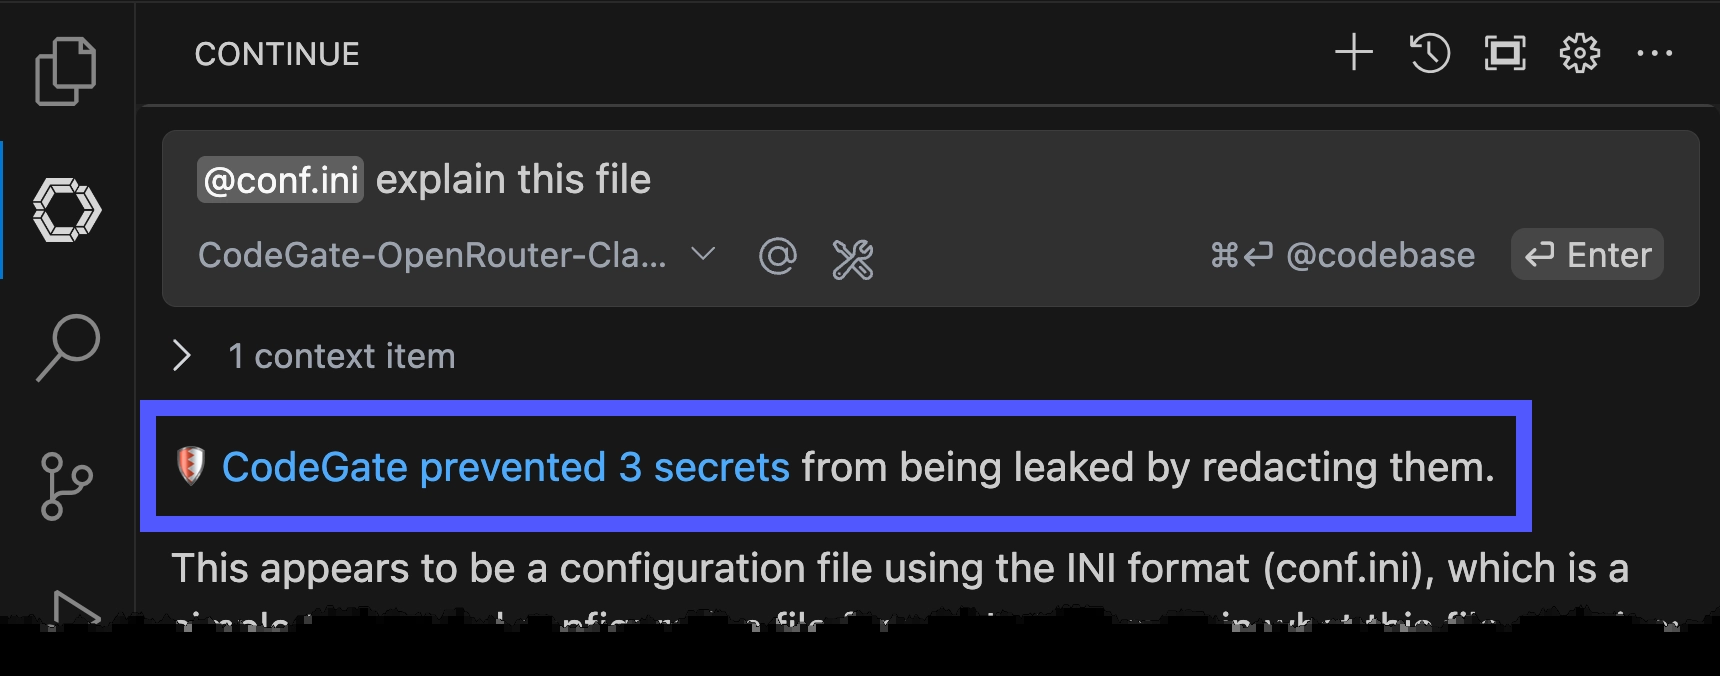 CONTINUE
@conf.ini explain this file
CodeGate-OpenRouter-Cla... @ ⌘⏎ @codebase ⏎ Enter
1 context item
CodeGate prevented 3 secrets from being leaked by redacting them.
This appears to be a configuration file using the INI format (conf.ini), which is a